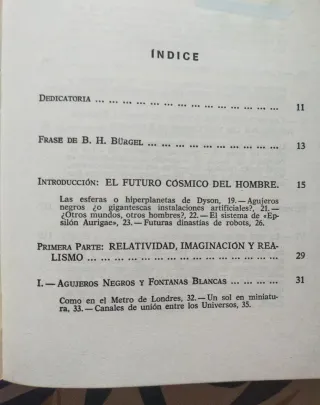 ÍNDICE
DEDICATORIA ... ... ... ... ... ... ... ... ... ... ... ... ... 11
FRASE DE B. H. BÜRGEL ... ... ... ... ... ... ... ... ... 13
INTRODUCCIÓN: EL FUTURO CÓSMICO DEL HOMBRE. 15
Las esferas o hiperplanetas de Dyson, 19. — Agujeros
negros ¿o gigantescas instalaciones artificiales?, 21. —
¿Otros mundos, otros hombres?, 22. — El sistema de «Ep-
silón Aurigae», 23. — Futuras dinastías de robots, 26.
PRIMERA PARTE: RELATIVIDAD, IMAGINACIÓN Y REA-
LISMO ... ... ... ... ... ... ... ... ... ... ... ... 29
I. — AGUJEROS NEGROS Y FONTANAS BLANCAS ... ... ... 31
Como en el Metro de Londres, 32. — Un sol en miniatu-
ra, 33. — Canales de unión entre los Universos, 35.